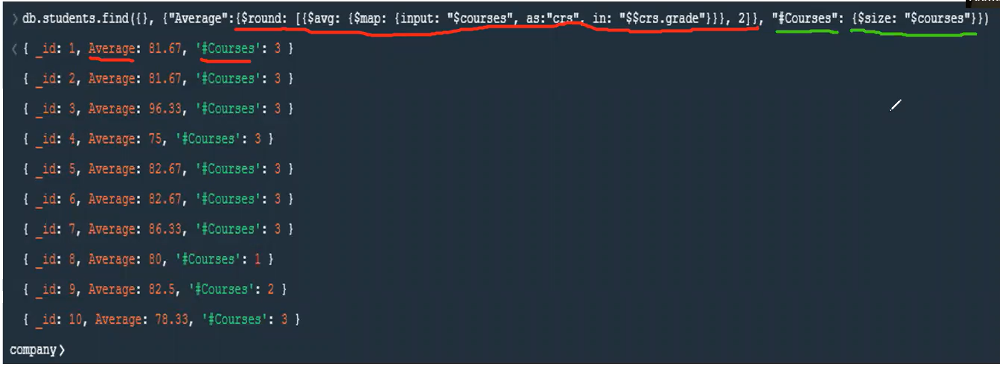 > db.students.find({}, {"Average":{$round: [{$avg: {$map: {input: "$courses", as:"crs", in: "$$crs.grade"}}}, 2]}, "#Courses": {$size: "$courses"}})
< { _id: 1, Average: 81.67, '#Courses': 3 }
{ _id: 2, Average: 81.67, '#Courses': 3 }
{ _id: 3, Average: 96.33, '#Courses': 3 }
{ _id: 4, Average: 75, '#Courses': 3 }
{ _id: 5, Average: 82.67, '#Courses': 3 }
{ _id: 6, Average: 82.67, '#Courses': 3 }
{ _id: 7, Average: 86.33, '#Courses': 3 }
{ _id: 8, Average: 80, '#Courses': 1 }
{ _id: 9, Average: 82.5, '#Courses': 2 }
{ _id: 10, Average: 78.33, '#Courses': 3 }
company>